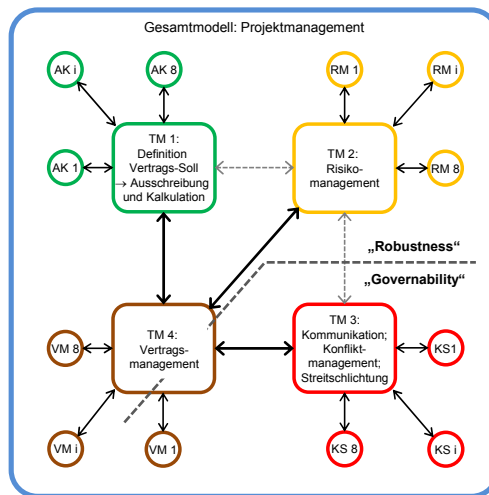 Gesamtmodell: Projektmanagement
AK i
AK 8
RM 1
RM i
AK 1
TM 1:
Definition
Vertrags-Soll
→ Ausschreibung
und Kalkulation
TM 2:
Risiko-
management
RM 8
„Robustness“
„Governability“
VM 8
TM 4:
Vertrags-
management
TM 3:
Kommunikation;
Konflikt-
management;
Streitschlichtung
KS1
VM i
VM 1
KS 8
KS i